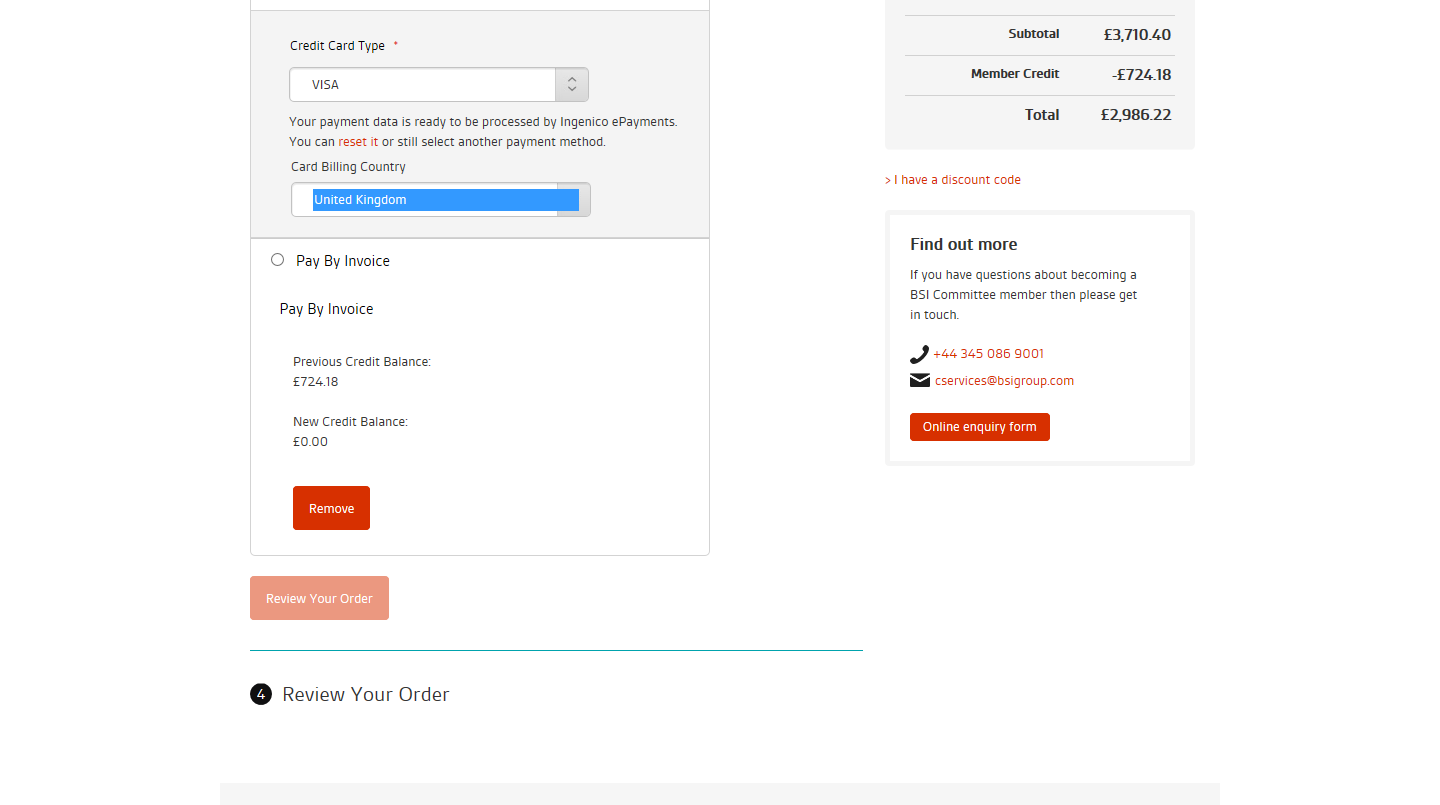 Credit Card Type *
VISA
Your payment data is ready to be processed by Ingenico ePayments.
You can reset it or still select another payment method.
Card Billing Country
United Kingdom
Pay By Invoice
Pay By Invoice
Previous Credit Balance:
£724.18
New Credit Balance:
£0.00
Remove
Review Your Order
4 Review Your Order
Subtotal £3,710.40
Member Credit -£724.18
Total £2,986.22
> I have a discount code
Find out more
If you have questions about becoming a
BSI Committee member then please get
in touch.
+44 345 086 9001
cservices@bsigroup.com
Online enquiry form